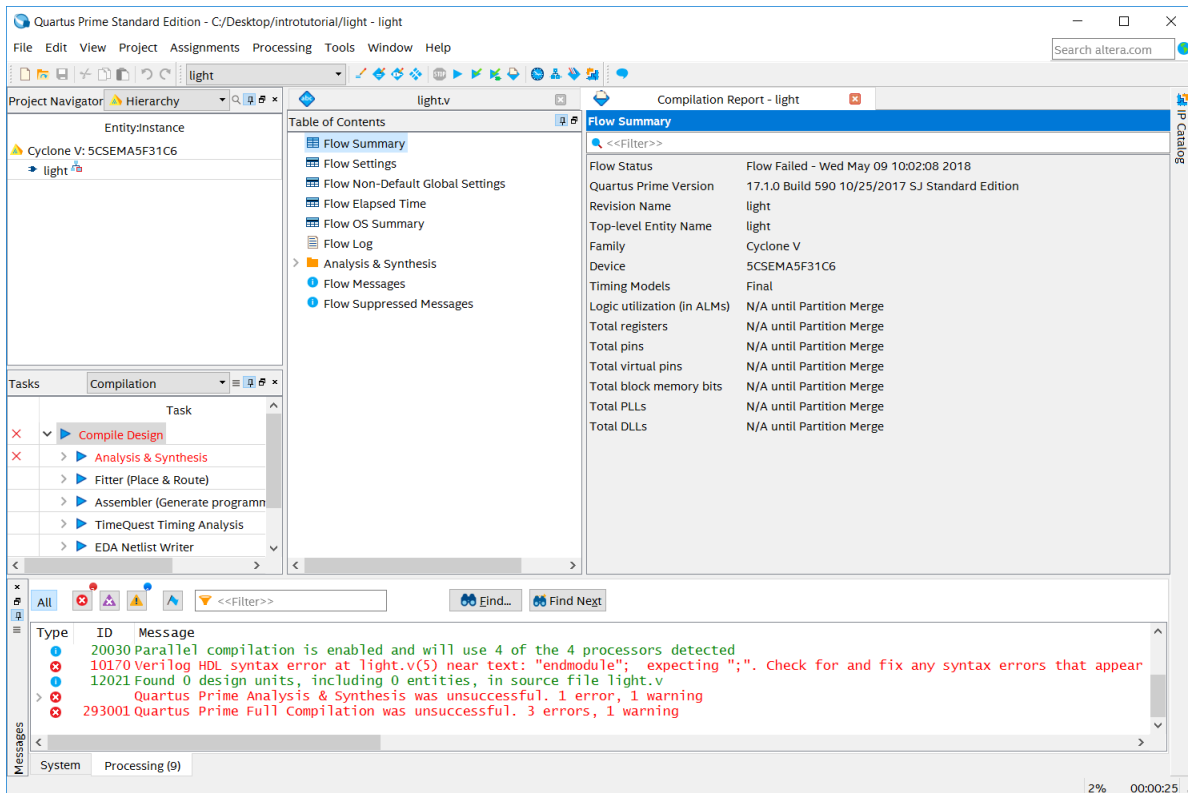 Quartus Prime Standard Edition - C:/Desktop/introtutorial/light - light
File Edit View Project Assignments Processing Tools Window Help
Search altera.com
light
STOP
Project Navigator Hierarchy
Entity:Instance
Cyclone V: 5CSEMA5F31C6
light
Tasks Compilation
Task
Compile Design
Analysis & Synthesis
Fitter (Place & Route)
Assembler (Generate programm
TimeQuest Timing Analysis
EDA Netlist Writer
light.v
Table of Contents
Flow Summary
Flow Settings
Flow Non-Default Global Settings
Flow Elapsed Time
Flow OS Summary
Flow Log
Analysis & Synthesis
Flow Messages
Flow Suppressed Messages
Compilation Report - light
Flow Summary
<<Filter>>
Flow Status Flow Failed - Wed May 09 10:02:08 2018
Quartus Prime Version 17.1.0 Build 590 10/25/2017 SJ Standard Edition
Revision Name light
Top-level Entity Name light
Family Cyclone V
Device 5CSEMA5F31C6
Timing Models Final
Logic utilization (in ALMs) N/A until Partition Merge
Total registers N/A until Partition Merge
Total pins N/A until Partition Merge
Total virtual pins N/A until Partition Merge
Total block memory bits N/A until Partition Merge
Total PLLs N/A until Partition Merge
Total DLLs N/A until Partition Merge
IP Catalog
All <<Filter>> Find... Find Next
Type ID Message
20030 Parallel compilation is enabled and will use 4 of the 4 processors detected
10170 Verilog HDL syntax error at light.v(5) near text: "endmodule"; expecting ";". Check for and fix any syntax errors that appear
12021 Found 0 design units, including 0 entities, in source file light.v
Quartus Prime Analysis & Synthesis was unsuccessful. 1 error, 1 warning
293001 Quartus Prime Full Compilation was unsuccessful. 3 errors, 1 warning
Messages
System Processing (9)
2% 00:00:25